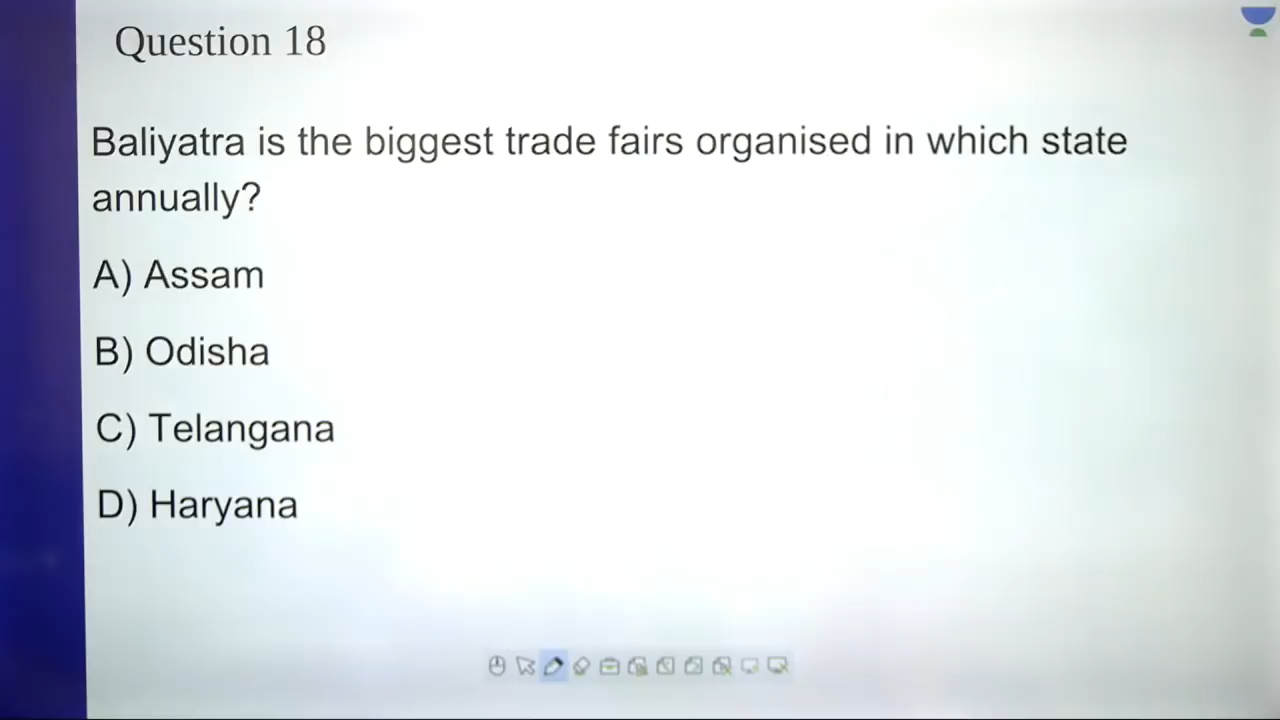 Question 18
Baliyatra is the biggest trade fairs organised in which state
annually?
A) Assam
B) Odisha
C) Telangana
D) Haryana